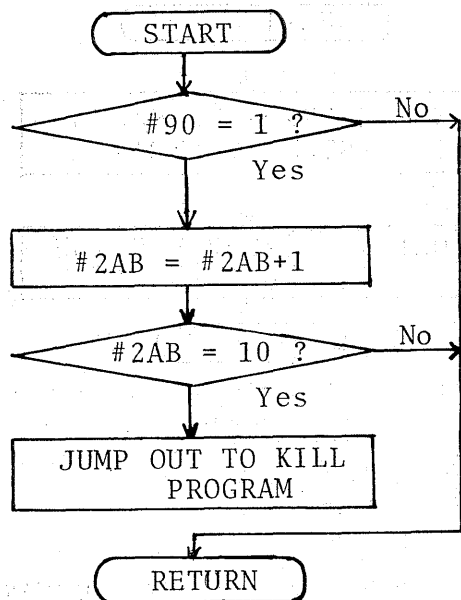 START
#90 = 1 ?
No
Yes
#2AB = #2AB+1
#2AB = 10 ?
No
Yes
JUMP OUT TO KILL
PROGRAM
RETURN